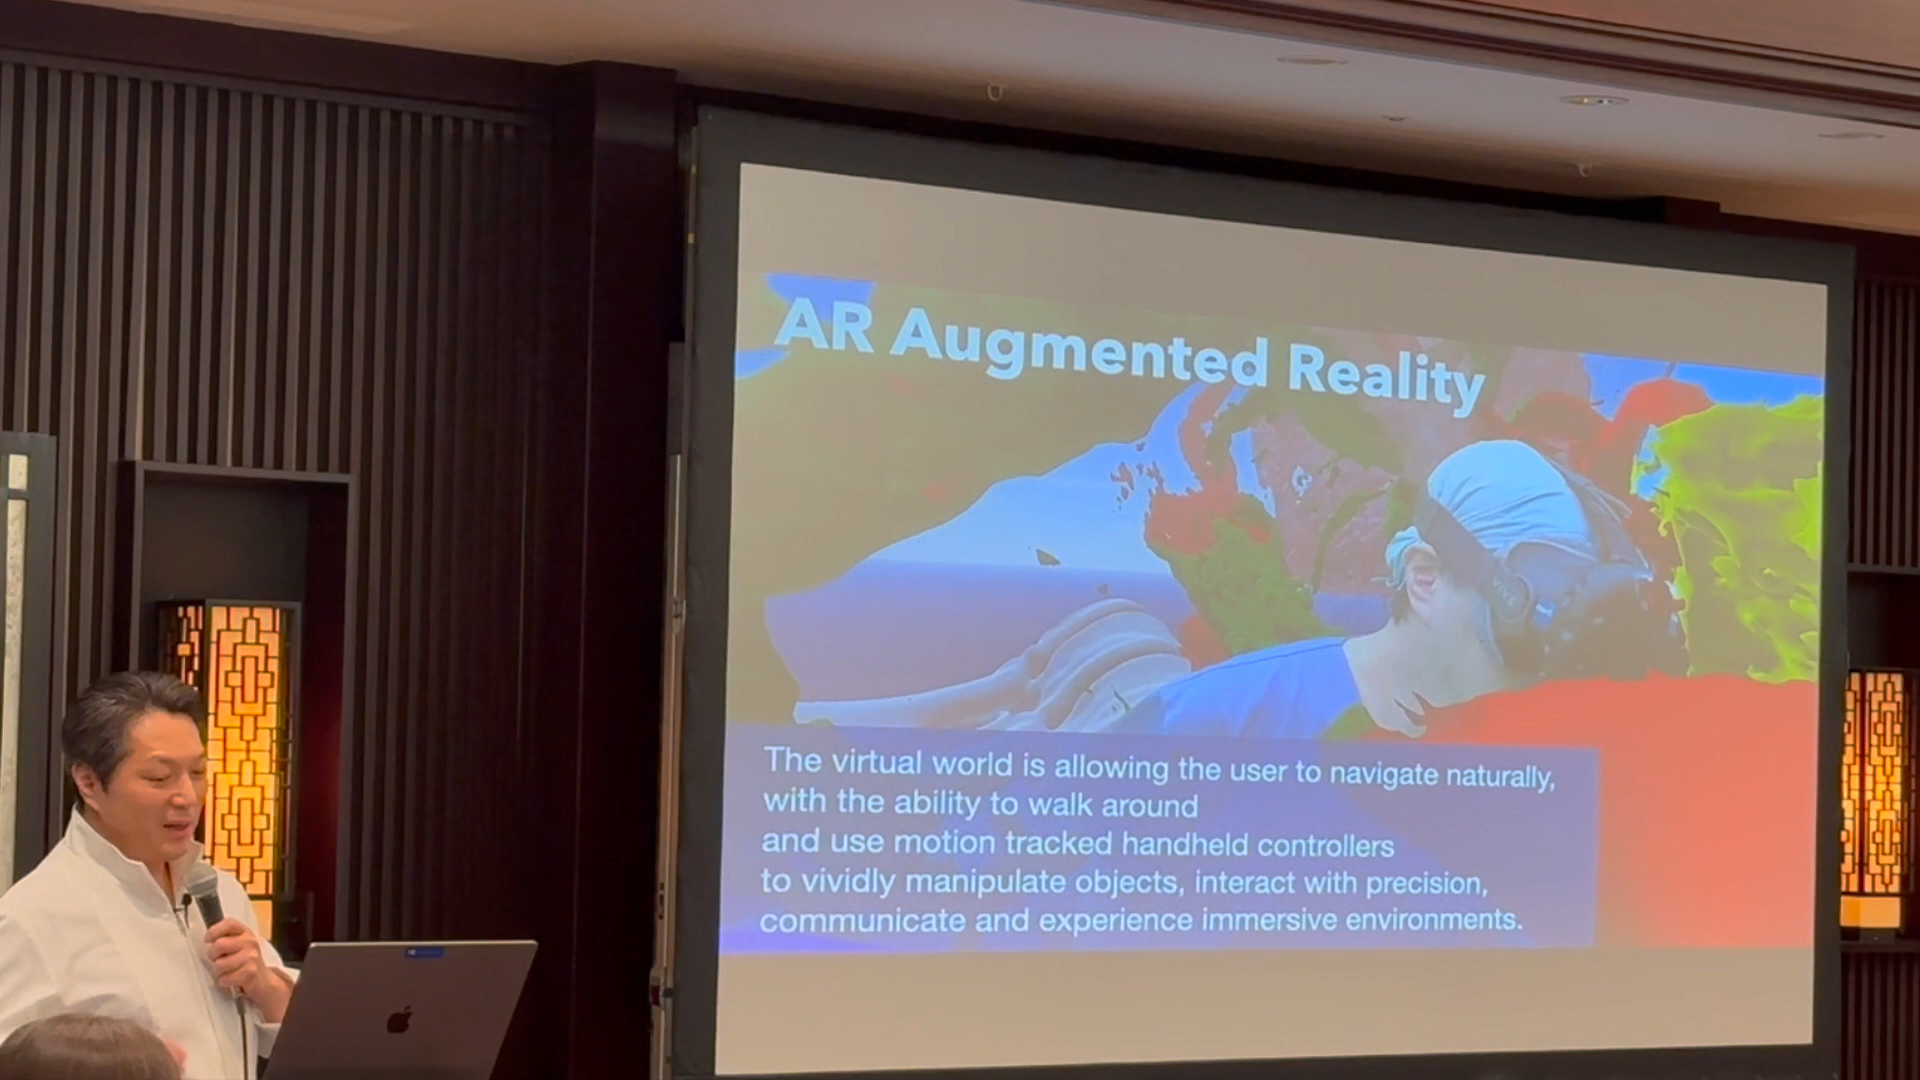 AR Augmented Reality
The virtual world is allowing the user to navigate naturally,
with the ability to walk around
and use motion tracked handheld controllers
to vividly manipulate objects, interact with precision,
communicate and experience immersive environments.
VIVE